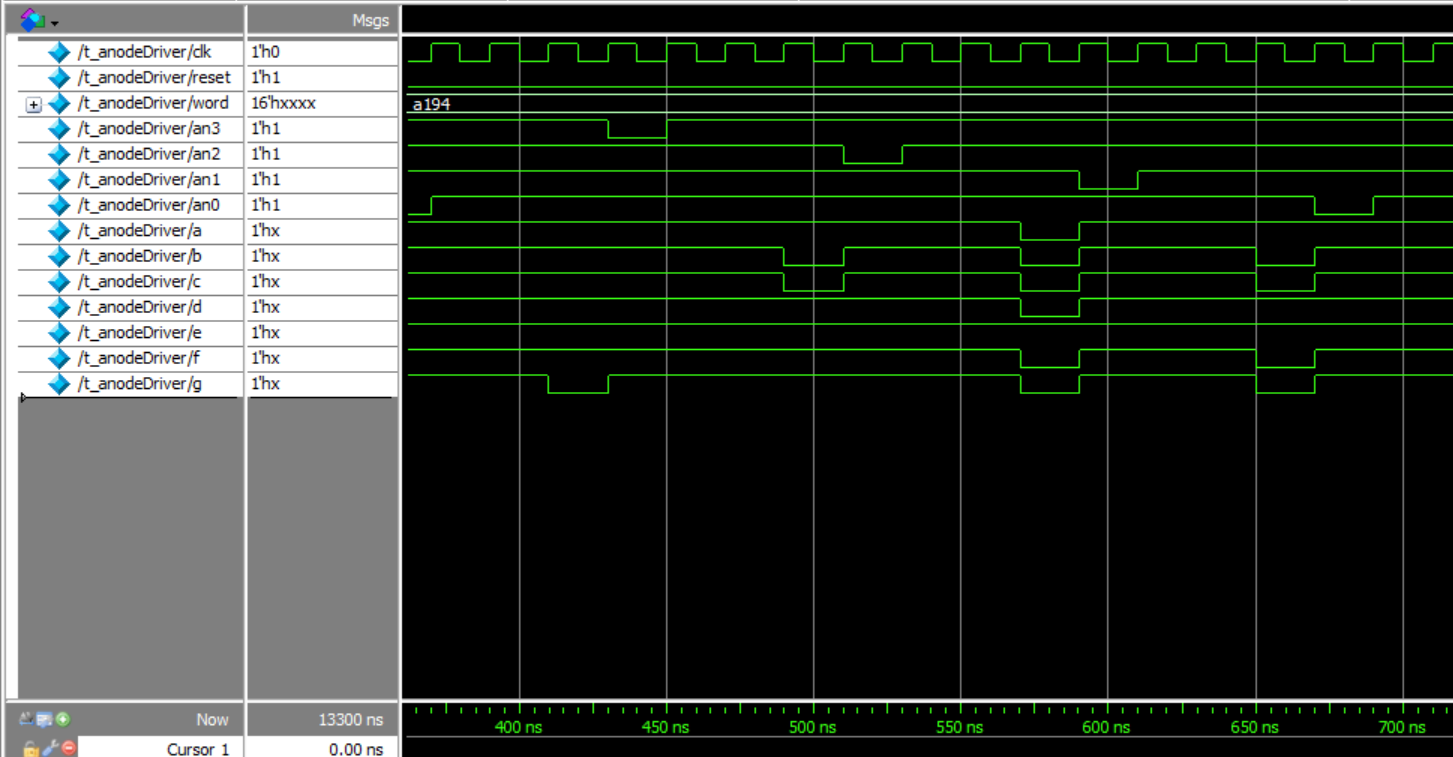 Msgs
/t_anodeDriver/clk 1'h0
/t_anodeDriver/reset 1'h1
/t_anodeDriver/word 16'hxxxx a194
/t_anodeDriver/an3 1'h1
/t_anodeDriver/an2 1'h1
/t_anodeDriver/an1 1'h1
/t_anodeDriver/an0 1'h1
/t_anodeDriver/a 1'hx
/t_anodeDriver/b 1'hx
/t_anodeDriver/c 1'hx
/t_anodeDriver/d 1'hx
/t_anodeDriver/e 1'hx
/t_anodeDriver/f 1'hx
/t_anodeDriver/g 1'hx
Now 13300 ns 400 ns 450 ns 500 ns 550 ns 600 ns 650 ns 700 ns
Cursor 1 0.00 ns